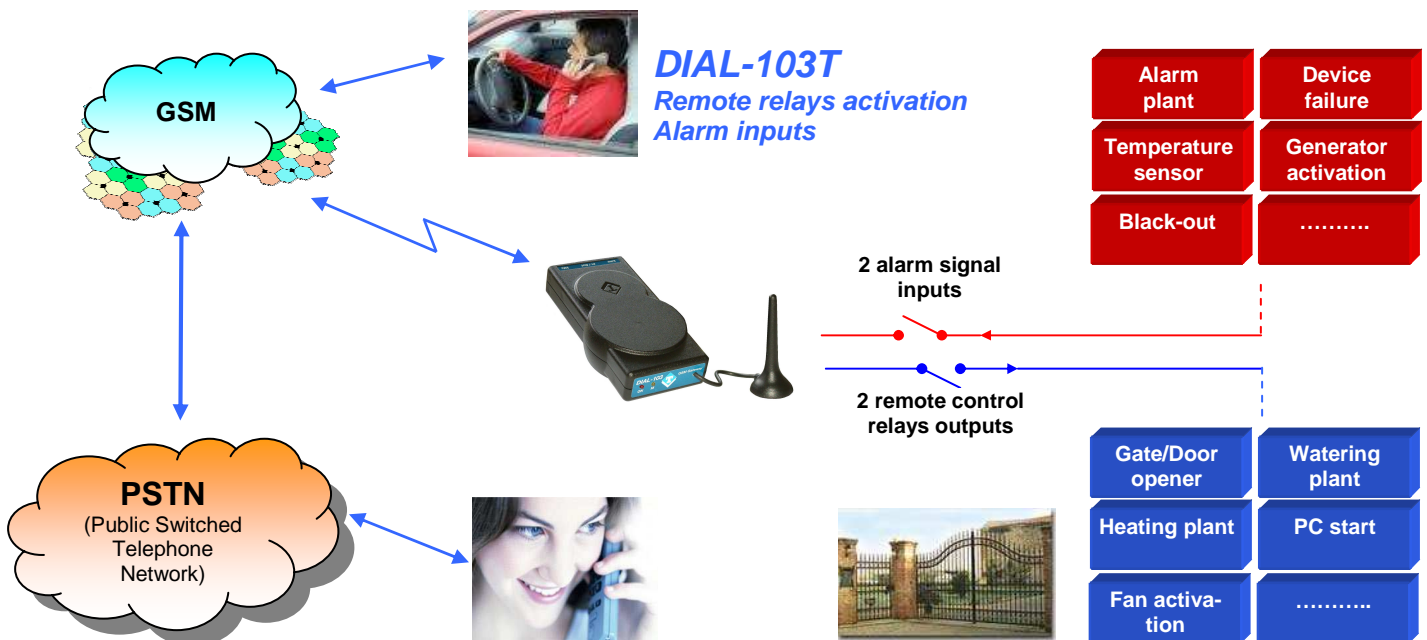 GSM
DIAL-103T
Remote relays activation
Alarm inputs
Alarm
plant
Device
failure
Temperature
sensor
Generator
activation
Black-out
……….
2 alarm signal
inputs
DIAL-103
2 remote control
relays outputs
PSTN
(Public Switched
Telephone
Network)
Gate/Door
opener
Watering
plant
Heating plant
PC start
Fan activa-
tion
………..